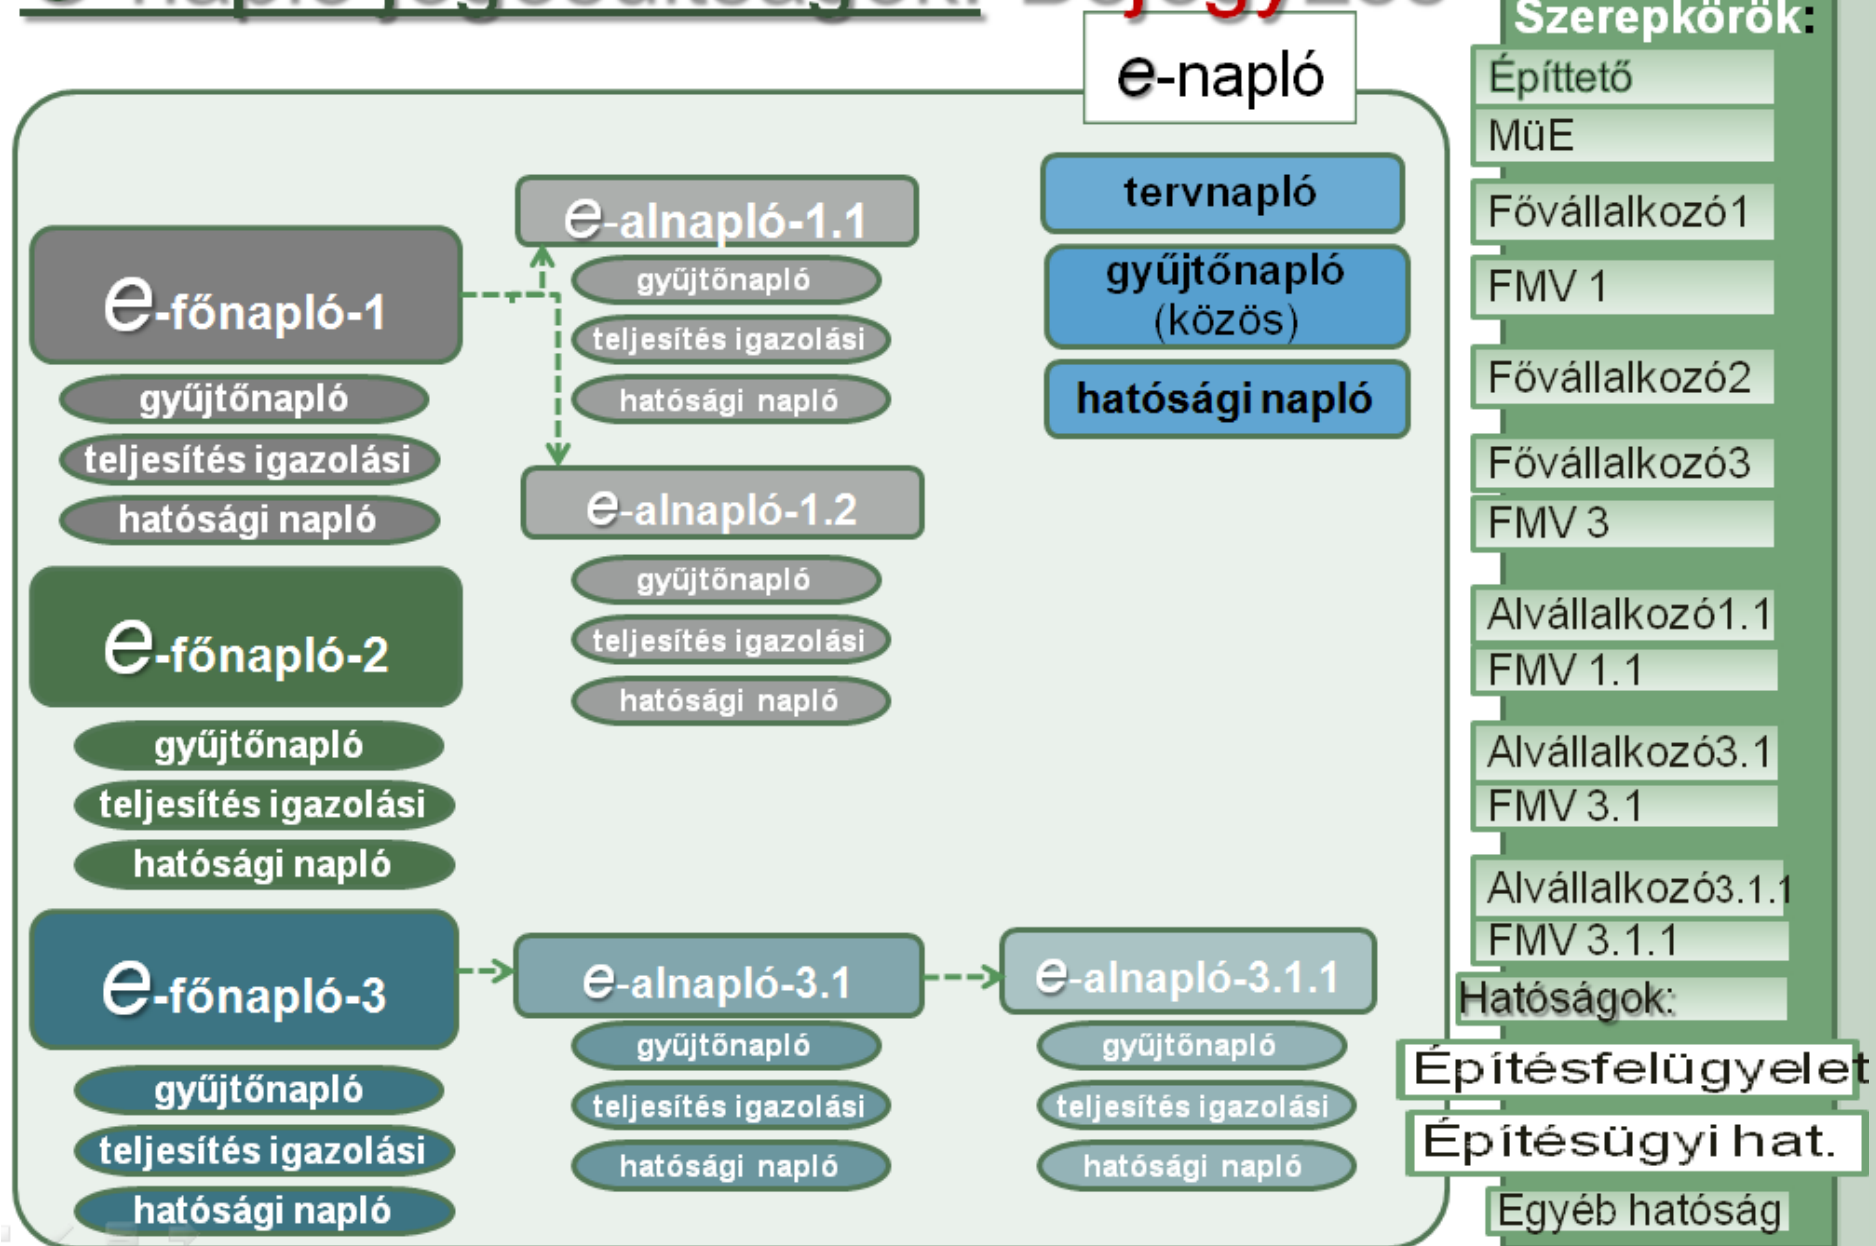 e-napló jogosultságok: Bejegyzés
e-napló
e-főnapló-1
gyűjtőnapló
teljesítés igazolási
hatósági napló
e-alnapló-1.1
gyűjtőnapló
teljesítés igazolási
hatósági napló
e-alnapló-1.2
gyűjtőnapló
teljesítés igazolási
hatósági napló
tervnapló
gyűjtőnapló
(közös)
hatósági napló
e-főnapló-2
gyűjtőnapló
teljesítés igazolási
hatósági napló
e-főnapló-3
gyűjtőnapló
teljesítés igazolási
hatósági napló
e-alnapló-3.1
gyűjtőnapló
teljesítés igazolási
hatósági napló
e-alnapló-3.1.1
gyűjtőnapló
teljesítés igazolási
hatósági napló
Szerepkörök:
Építtető
MüE
Fővállalkozó1
FMV 1
Fővállalkozó2
Fővállalkozó3
FMV 3
Alvállalkozó1.1
FMV 1.1
Alvállalkozó3.1
FMV 3.1
Alvállalkozó3.1.1
FMV 3.1.1
Hatóságok:
Építésfelügyelet
Építésügyi hat.
Egyéb hatóság